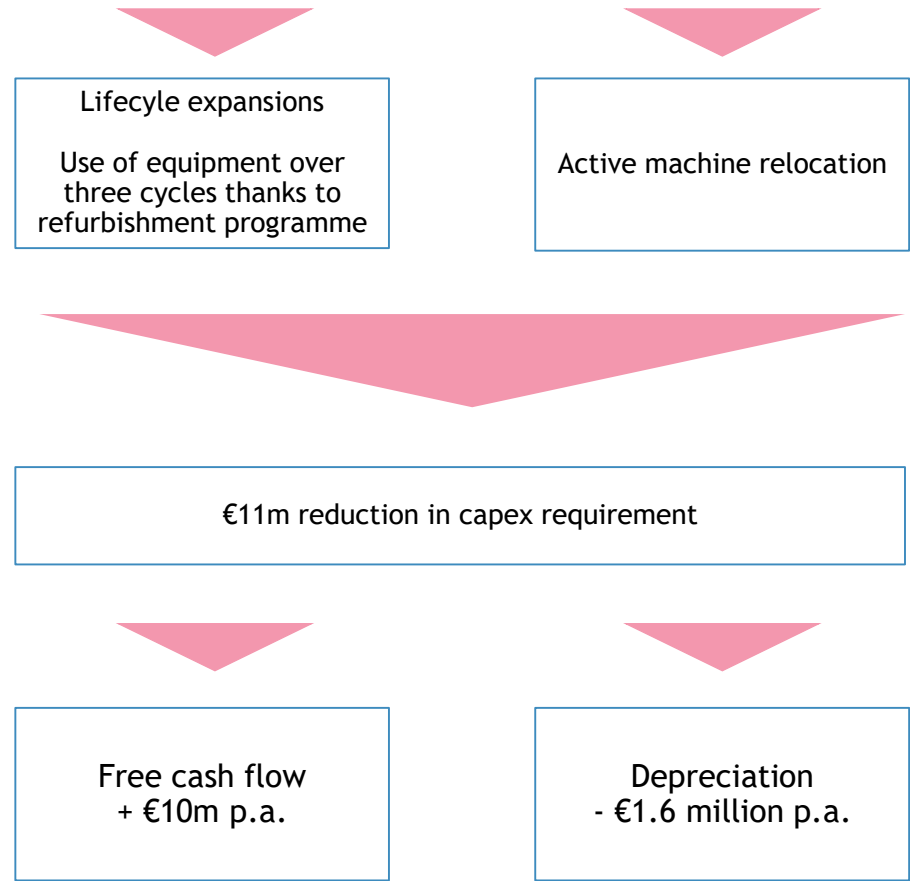 Lifecyle expansions
Use of equipment over
three cycles thanks to
refurbishment programme
Active machine relocation
€11m reduction in capex requirement
Free cash flow
+ €10m p.a.
Depreciation
- €1.6 million p.a.